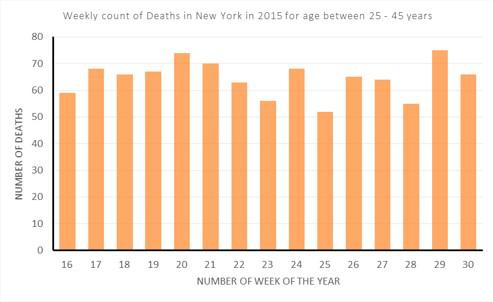 Weekly count of Deaths in New York in 2015 for age between 25 - 45 years
80
70
60
50
40
30
20
10
0
NUMBER OF DEATHS
16 17 18 19 20 21 22 23 24 25 26 27 28 29 30
NUMBER OF WEEK OF THE YEAR